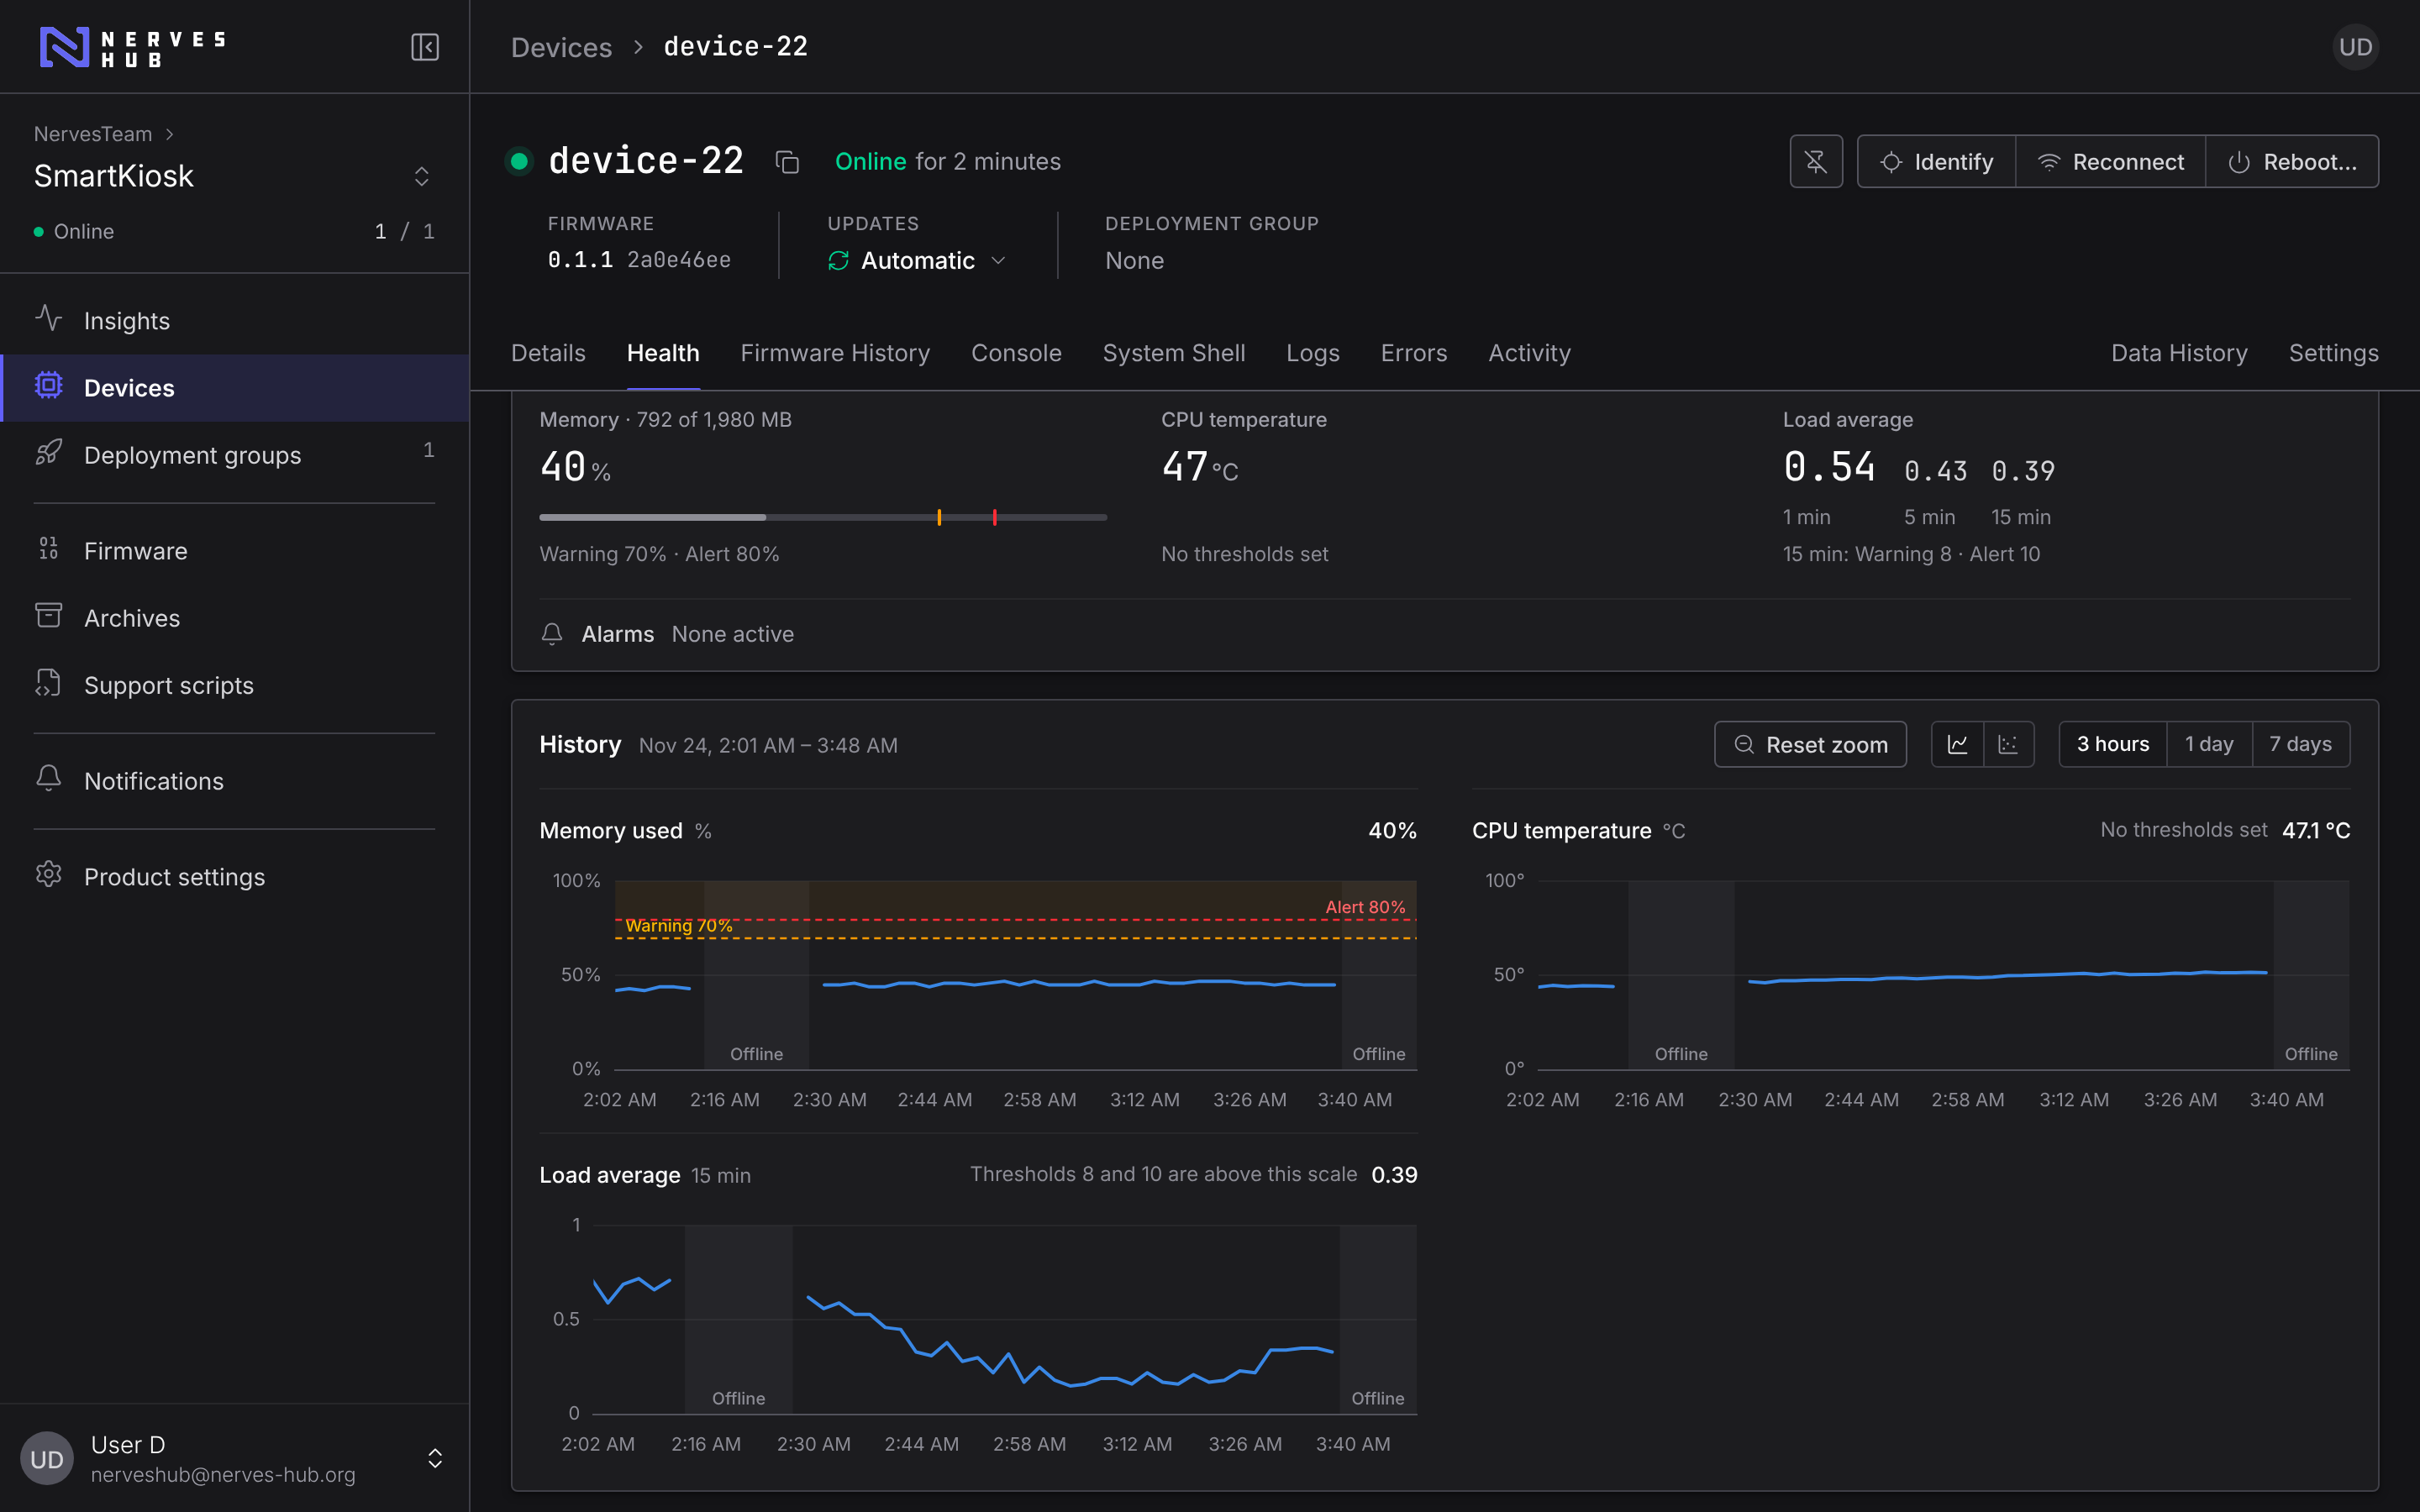 NERVES
HUB
Devices > device-22
UD
NervesTeam >
SmartKiosk
Online 1 / 1
Insights
Devices
Deployment groups 1
Firmware
Archives
Support scripts
Notifications
Product settings
UD
User D
nerveshub@nerves-hub.org
device-22 Online for 2 minutes
Identify Reconnect Reboot...
FIRMWARE UPDATES DEPLOYMENT GROUP
0.1.1 2a0e46ee Automatic None
Details Health Firmware History Console System Shell Logs Errors Activity Data History Settings
Memory · 792 of 1,980 MB
40%
Warning 70% · Alert 80%
CPU temperature
47°C
No thresholds set
Load average
0.54 0.43 0.39
1 min 5 min 15 min
15 min: Warning 8 · Alert 10
Alarms None active
History Nov 24, 2:01 AM – 3:48 AM
Reset zoom
3 hours 1 day 7 days
Memory used % 40%
100%
Alert 80%
Warning 70%
50%
Offline Offline
0%
2:02 AM 2:16 AM 2:30 AM 2:44 AM 2:58 AM 3:12 AM 3:26 AM 3:40 AM
CPU temperature °C No thresholds set 47.1 °C
100°
50°
Offline Offline
0°
2:02 AM 2:16 AM 2:30 AM 2:44 AM 2:58 AM 3:12 AM 3:26 AM 3:40 AM
Load average 15 min Thresholds 8 and 10 are above this scale 0.39
1
0.5
Offline Offline
0
2:02 AM 2:16 AM 2:30 AM 2:44 AM 2:58 AM 3:12 AM 3:26 AM 3:40 AM